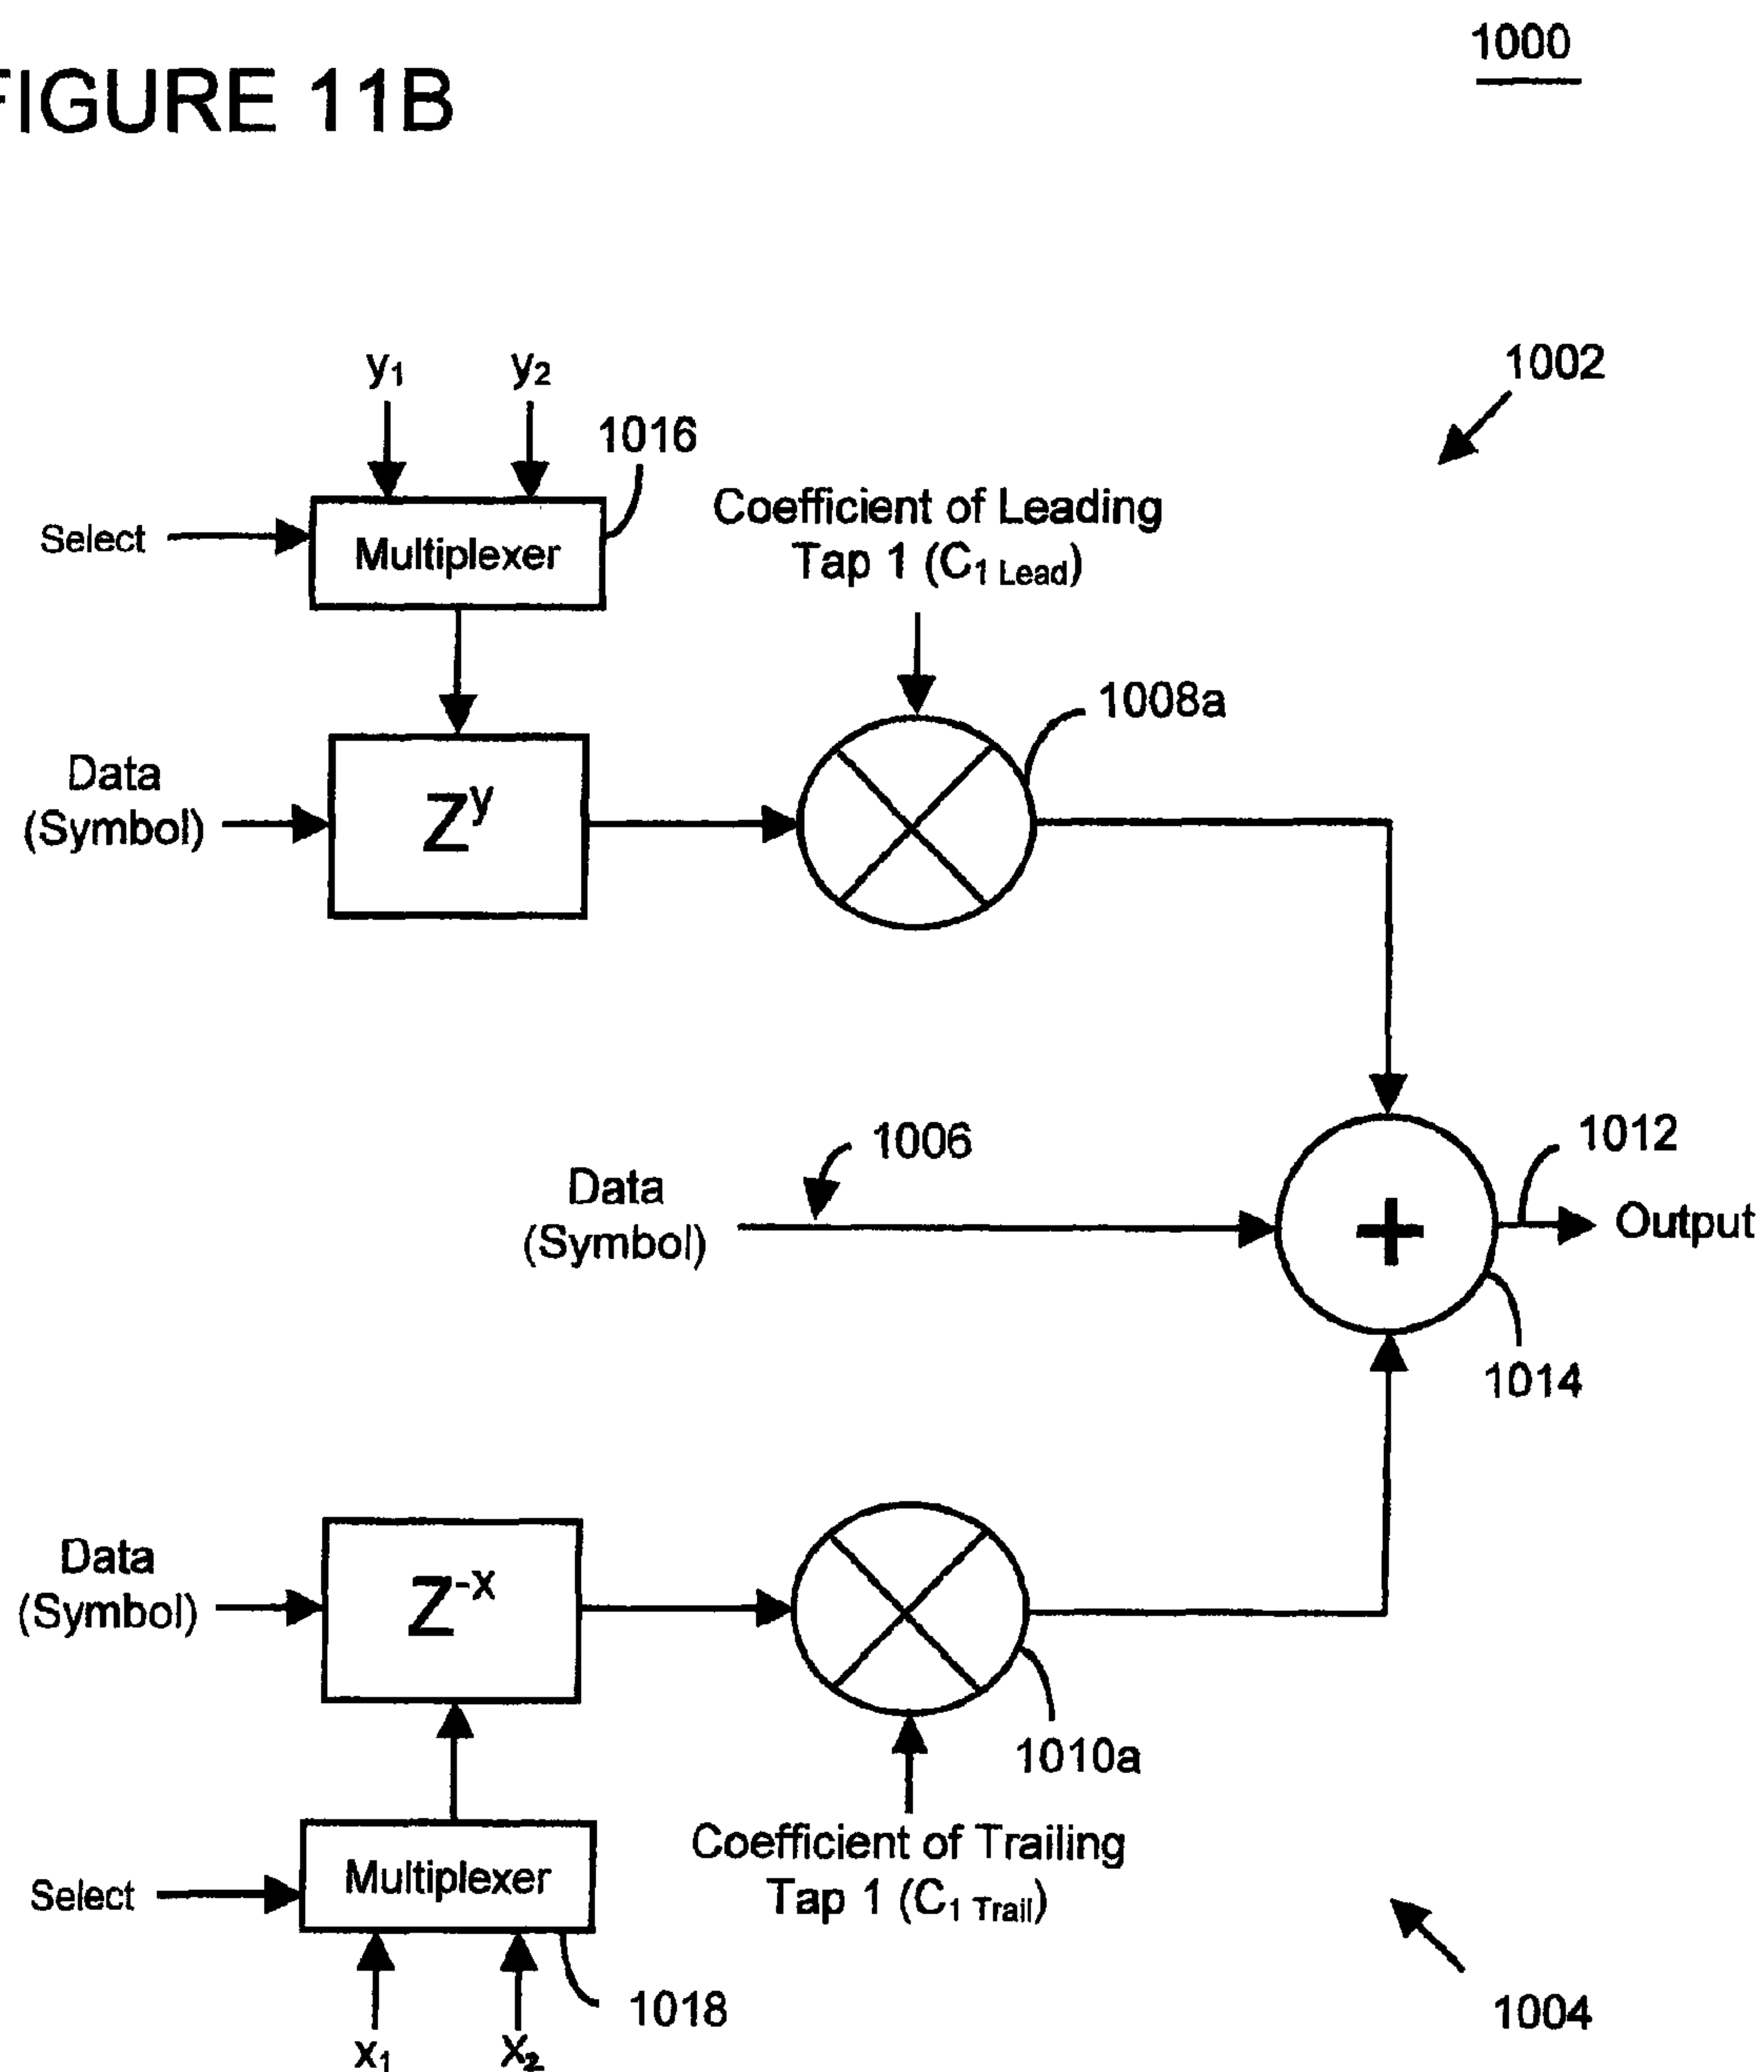 1000
FIGURE 11B
y1 y2
1016
1002
Select
Multiplexer
Coefficient of Leading
Tap 1 (C1 Lead)
1008a
Data
(Symbol)
Z^y
1006
Data
(Symbol)
+
1012
Output
1014
Data
(Symbol)
Z^-x
1010a
Coefficient of Trailing
Tap 1 (C1 Trail)
Select
Multiplexer
1018
x1 x2
1004